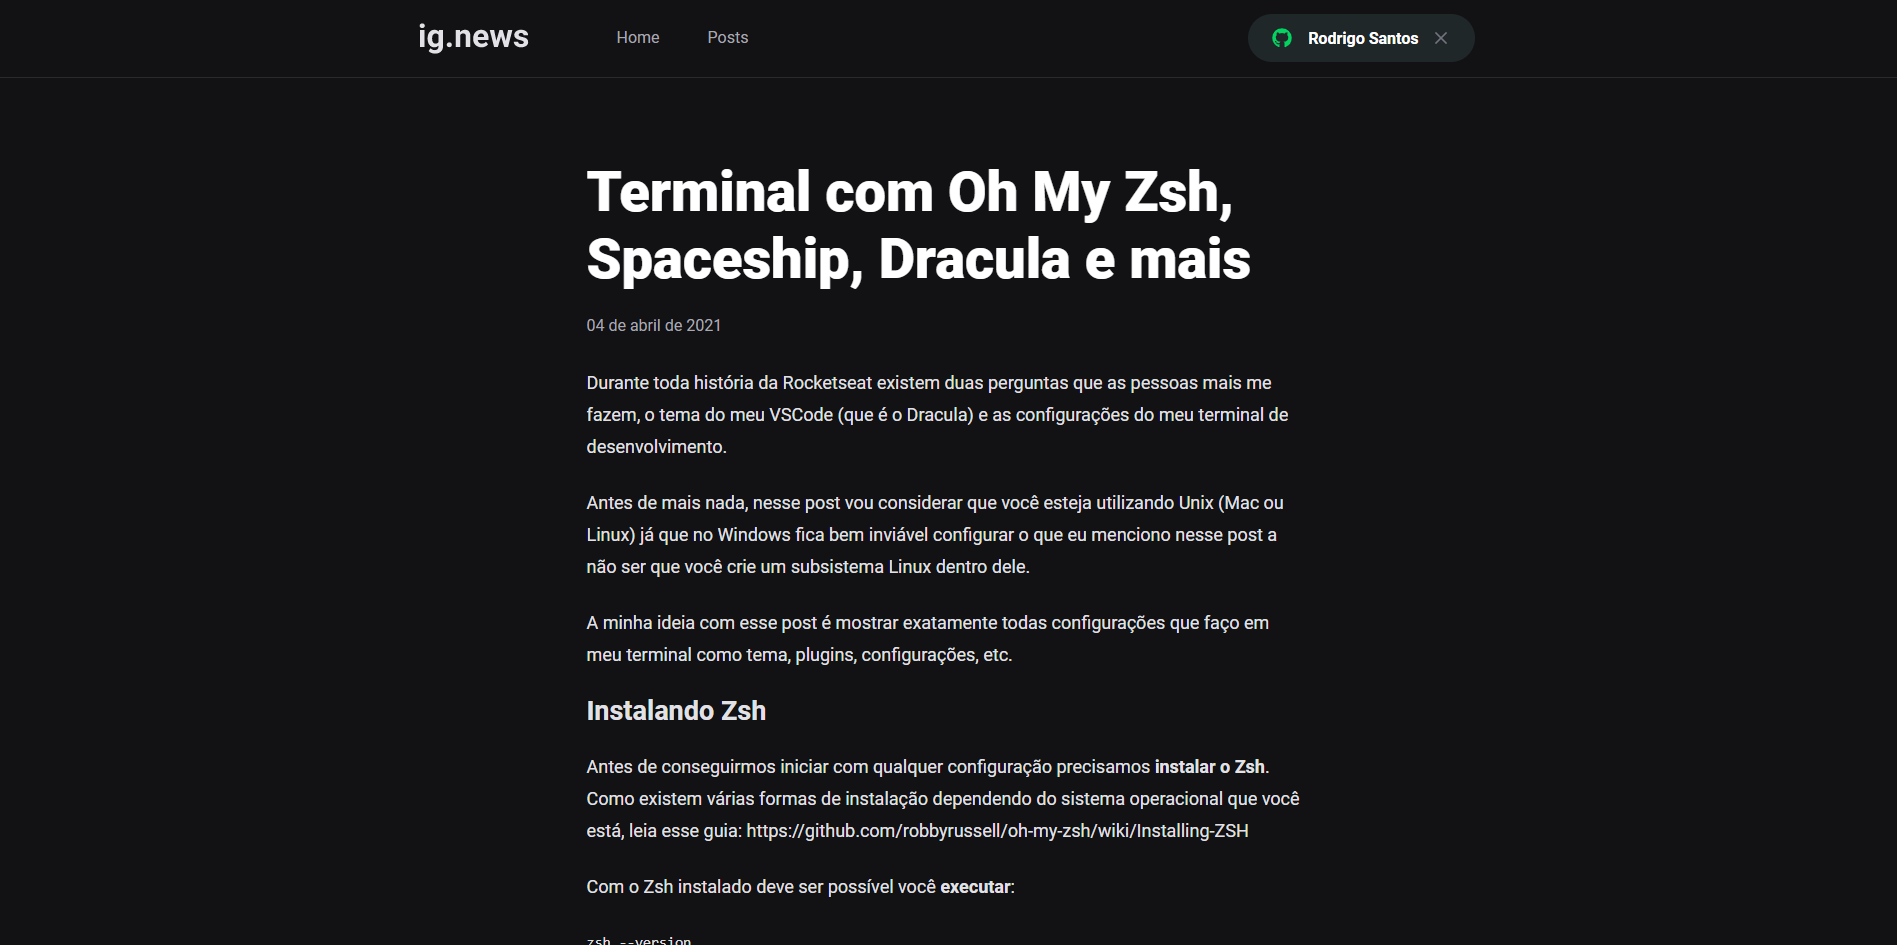 ig.news
Home
Posts
Rodrigo Santos
Terminal com Oh My Zsh,
Spaceship, Dracula e mais
04 de abril de 2021
Durante toda história da Rocketseat existem duas perguntas que as pessoas mais me
fazem, o tema do meu VSCode (que é o Dracula) e as configurações do meu terminal de
desenvolvimento.
Antes de mais nada, nesse post vou considerar que você esteja utilizando Unix (Mac ou
Linux) já que no Windows fica bem inviável configurar o que eu menciono nesse post a
não ser que você crie um subsistema Linux dentro dele.
A minha ideia com esse post é mostrar exatamente todas configurações que faço em
meu terminal como tema, plugins, configurações, etc.
Instalando Zsh
Antes de conseguirmos iniciar com qualquer configuração precisamos instalar o Zsh.
Como existem várias formas de instalação dependendo do sistema operacional que você
está, leia esse guia: https://github.com/robbyrussell/oh-my-zsh/wiki/Installing-ZSH
Com o Zsh instalado deve ser possível você executar:
zsh --version